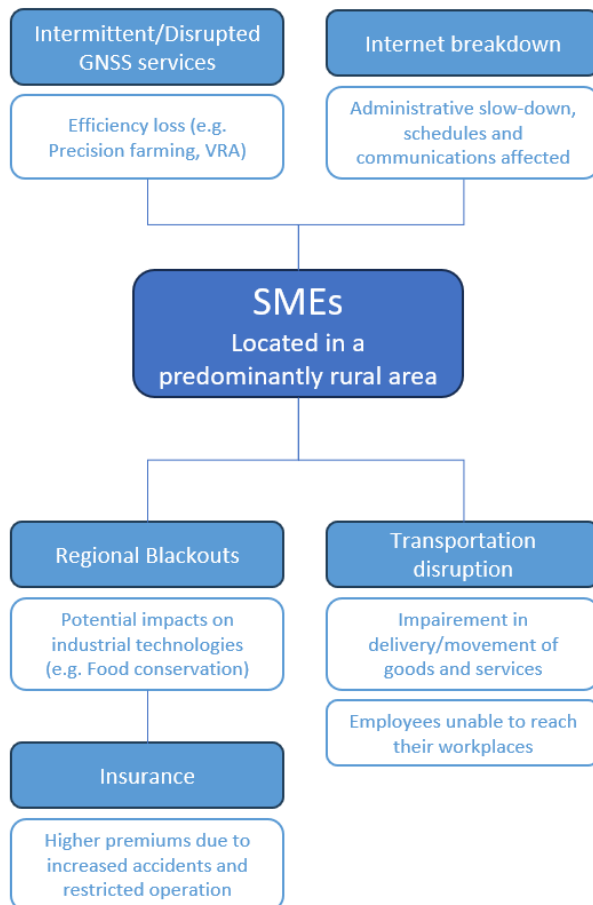 Intermittent/Disrupted
GNSS services
Efficiency loss (e.g.
Precision farming, VRA)
Internet breakdown
Administrative slow-down,
schedules and
communications affected
SMEs
Located in a
predominantly rural area
Regional Blackouts
Potential impacts on
industrial technologies
(e.g. Food conservation)
Insurance
Higher premiums due to
increased accidents and
restricted operation
Transportation
disruption
Impairement in
delivery/movement of
goods and services
Employees unable to reach
their workplaces